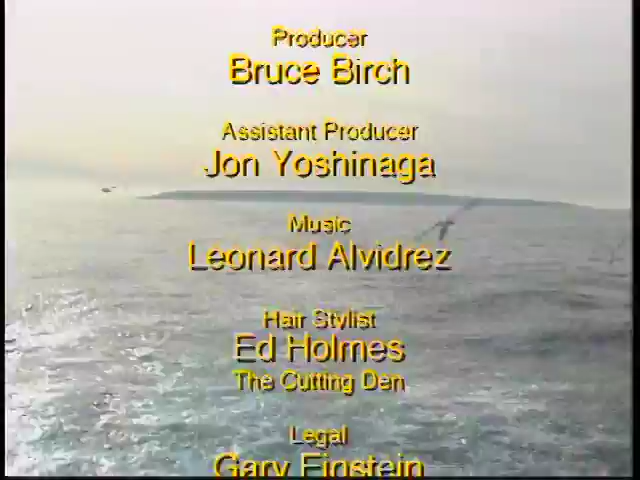 Producer
Bruce Birch
Assistant Producer
Jon Yoshinaga
Music
Leonard Alvidrez
Hair Stylist
Ed Holmes
The Cutting Den
Legal
Gary Einstein